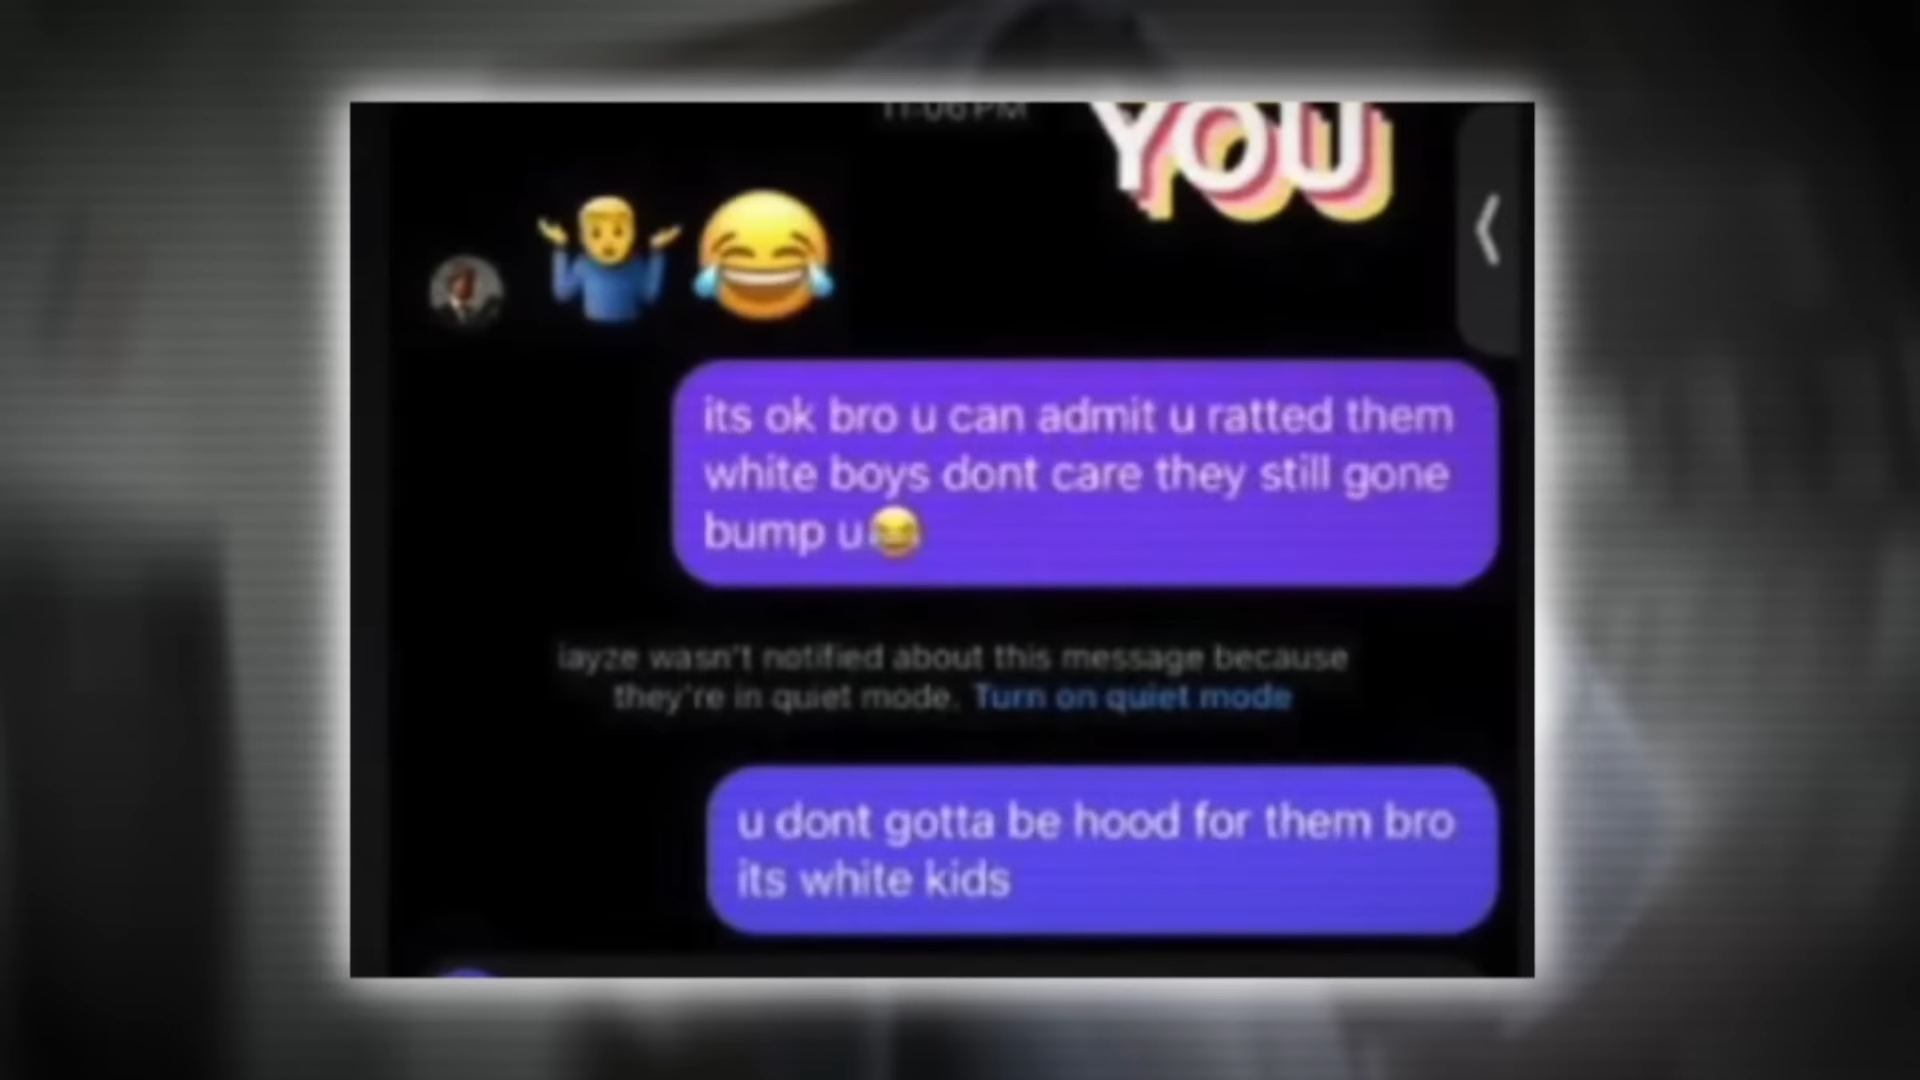 11:06 PM
YOU
its ok bro u can admit u ratted them
white boys dont care they still gone
bump u😂
iayze wasn't notified about this message because
they're in quiet mode. Turn on quiet mode
u dont gotta be hood for them bro
its white kids